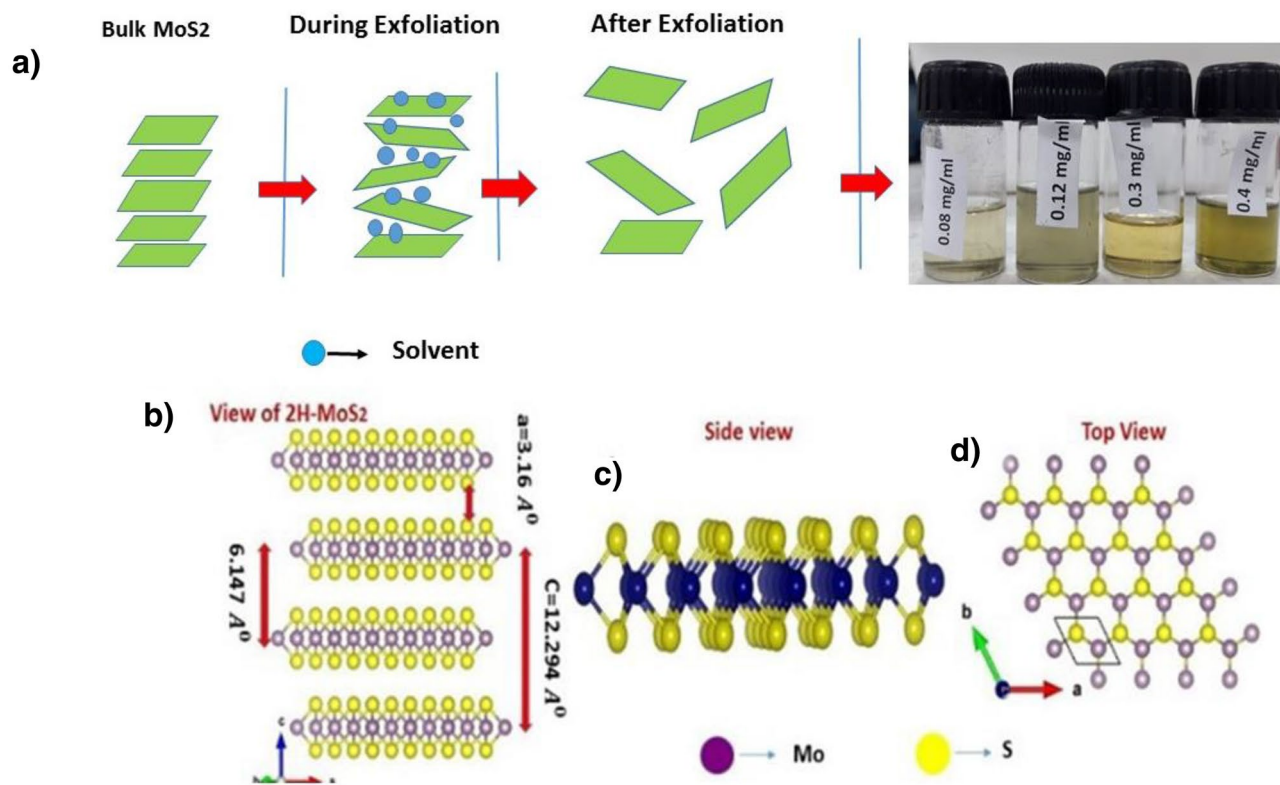 Bulk MoS2
During Exfoliation
After Exfoliation
a)
0.08 mg/ml
0.12 mg/ml
0.3 mg/ml
0.4 mg/ml
Solvent
b)
View of 2H-MoS2
a=3.16 A⁰
6.147 A⁰
C=12.294 A⁰
c
Side view
c)
d)
Top View
b
a
Mo
S